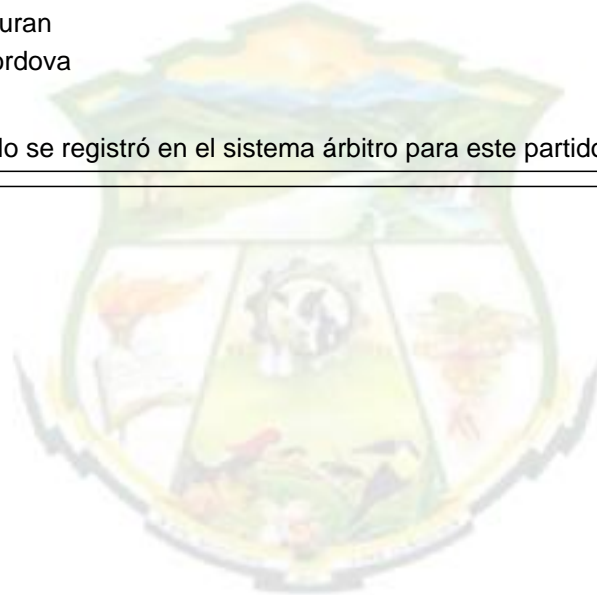 uran
ordova
lo se registró en el sistema árbitro para este partido